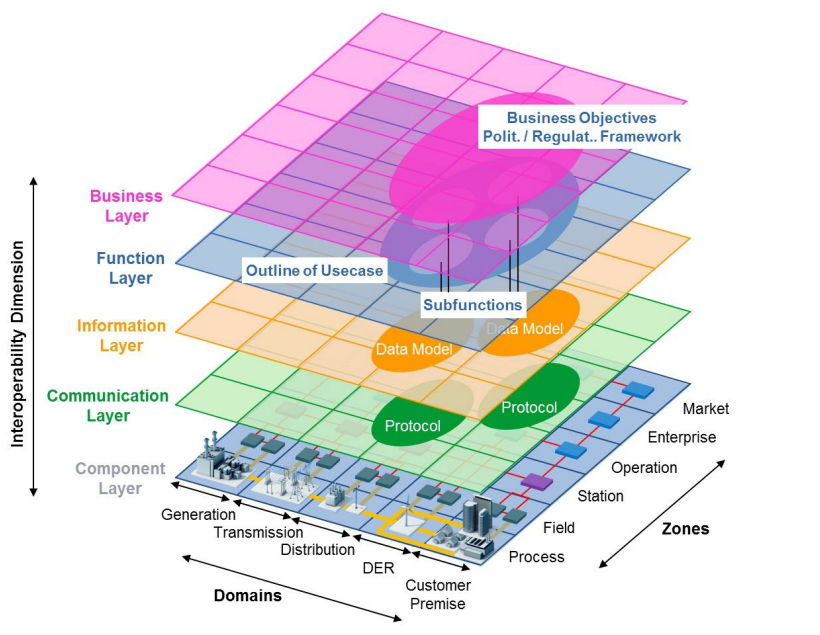 Business Objectives
Polit. / Regulat.. Framework
Business
Layer
Function
Layer
Outline of Usecase
Subfunctions
Information
Layer
Data Model
Data Model
Communication
Layer
Protocol
Protocol
Component
Layer
Interoperability Dimension
Market
Enterprise
Operation
Station
Field
Process
Zones
Generation
Transmission
Distribution
DER
Customer
Premise
Domains